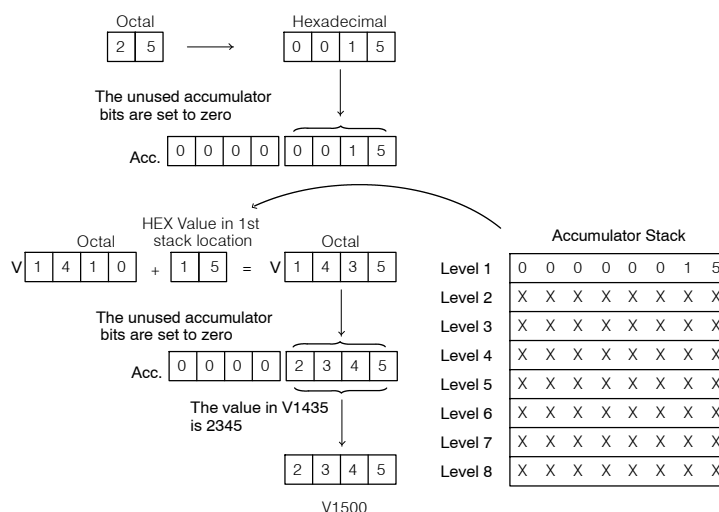 Octal
Hexadecimal
2 5
0 0 1 5
The unused accumulator
bits are set to zero
Acc. 0 0 0 0 0 0 1 5
HEX Value in 1st
stack location
Octal
Octal
V 1 4 1 0 + 1 5 = V 1 4 3 5
The unused accumulator
bits are set to zero
Acc. 0 0 0 0 2 3 4 5
The value in V1435
is 2345
2 3 4 5
V1500
Accumulator Stack
Level 1 0 0 0 0 0 0 1 5
Level 2 X X X X X X X X
Level 3 X X X X X X X X
Level 4 X X X X X X X X
Level 5 X X X X X X X X
Level 6 X X X X X X X X
Level 7 X X X X X X X X
Level 8 X X X X X X X X